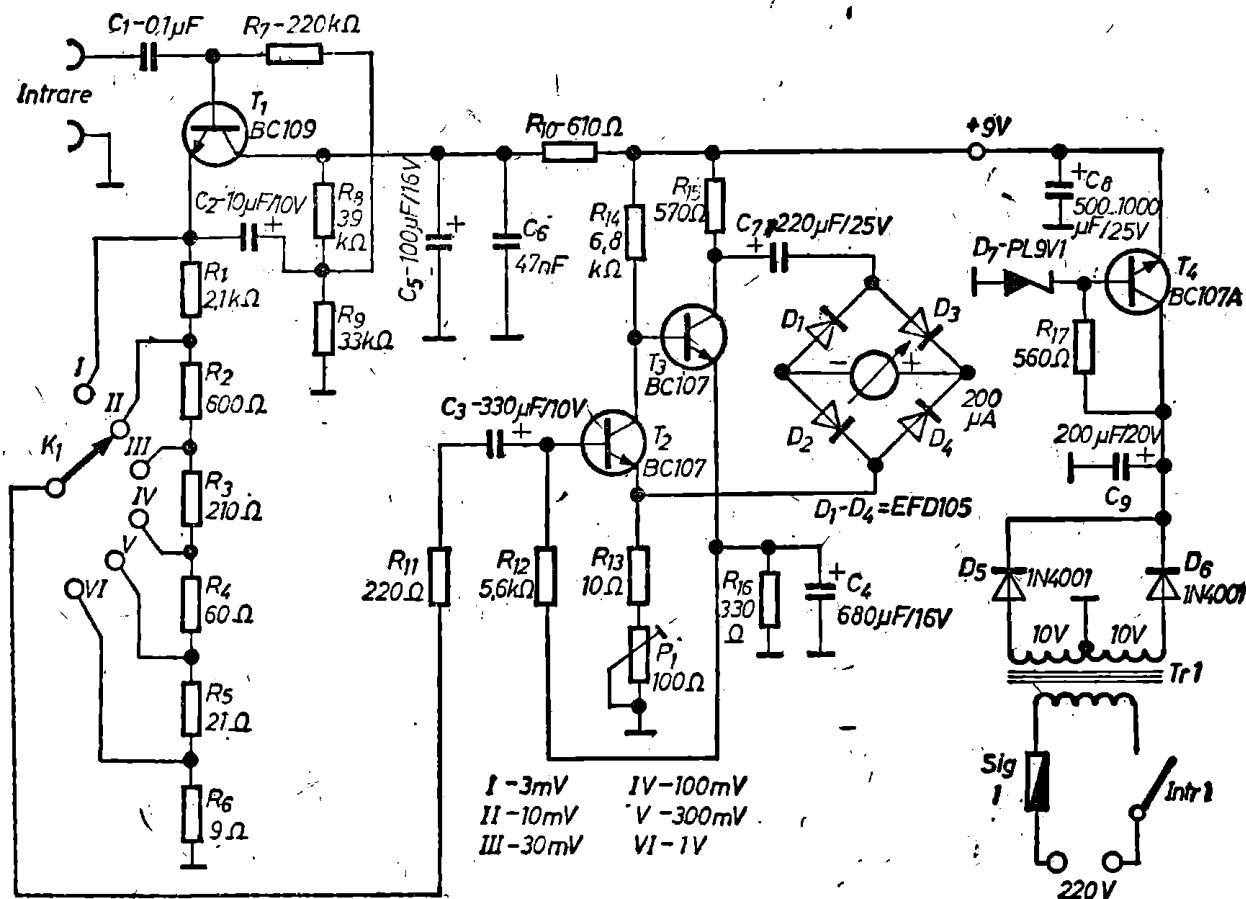 C1-0,1µF
R7-220kΩ
Intrare
T1
BC109
R10-610Ω
+9V
C2-10µF/10V
+
R8
39
kΩ
C5-100µF/16V
+
C6
47nF
R14
6,8
kΩ
R15
570Ω
C7
220µF/25V
+
+
C8
500-1000
µF/25V
D7-PL9V1
T4
BC107A
R1
2,1kΩ
R9
33kΩ
T3
BC107
D1
D3
-
+
200
µA
D2
D4
R17
560Ω
I
II
K1
III
IV
V
VI
R2
600Ω
R3
210Ω
R4
60Ω
R5
21Ω
R6
9Ω
C3-330µF/10V
+
T2
BC107
D1-D4=EFD105
200µF/20V
+
C9
R11
220Ω
R12
5,6kΩ
R13
10Ω
P1
100Ω
R16
330
Ω
+
C4
680µF/16V
D5
1N4001
D6
1N4001
10V
10V
Tr1
I-3mV
IV-100mV
II-10mV
V-300mV
III-30mV
VI-1V
Sig
1
Intr1
220V